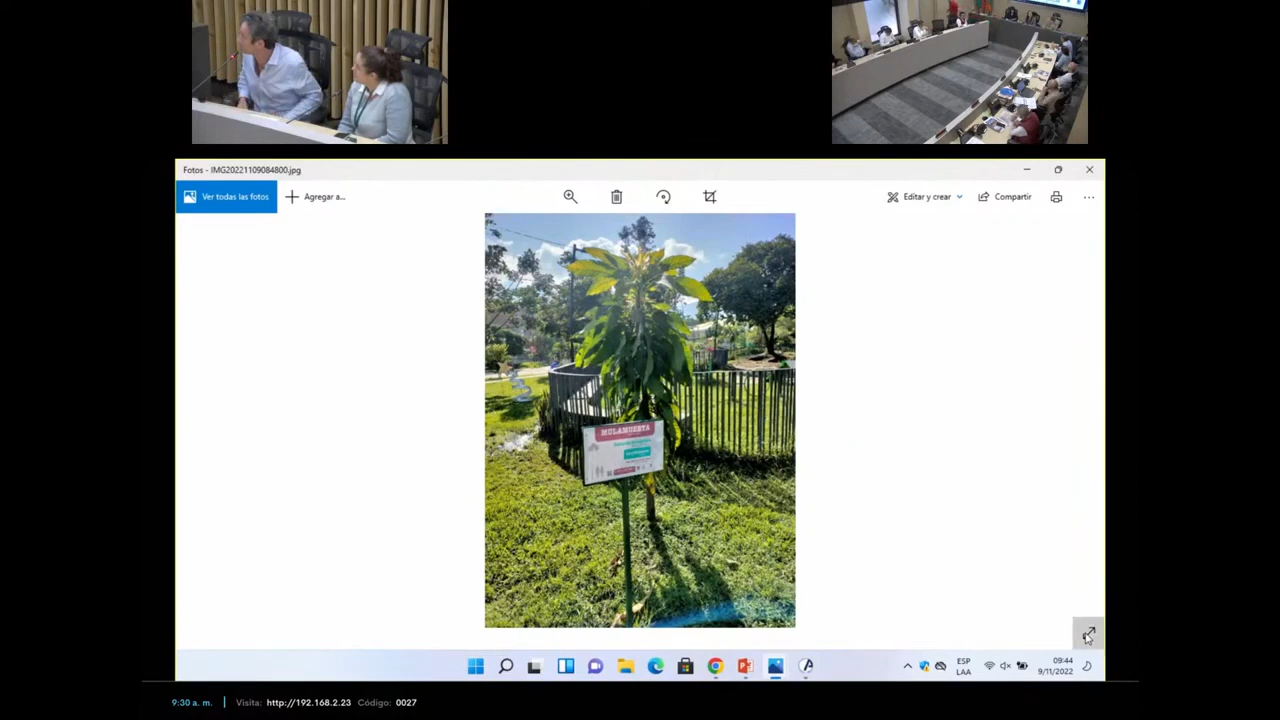 Fotos - IMG20221109084800.jpg
Ver todas las fotos
Agregar a...
Editar y crear
Compartir
MULAMUERTA
ESP
LAA
09:44
9/11/2022
9:30 a. m. | Visita: http://192.168.2.23 Código: 0027